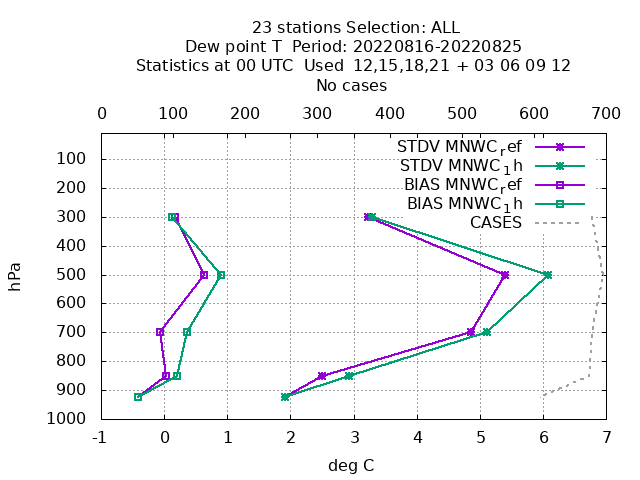 23 stations Selection: ALL
Dew point T  Period: 20220816-20220825
Statistics at 00 UTC  Used  12,15,18,21 + 03 06 09 12
No cases
0 100 200 300 400 500 600 700
STDV MNWC_ref
STDV MNWC_1h
BIAS MNWC_ref
BIAS MNWC_1h
CASES
100
200
300
400
500
600
700
800
900
1000
hPa
-1 0 1 2 3 4 5 6 7
deg C